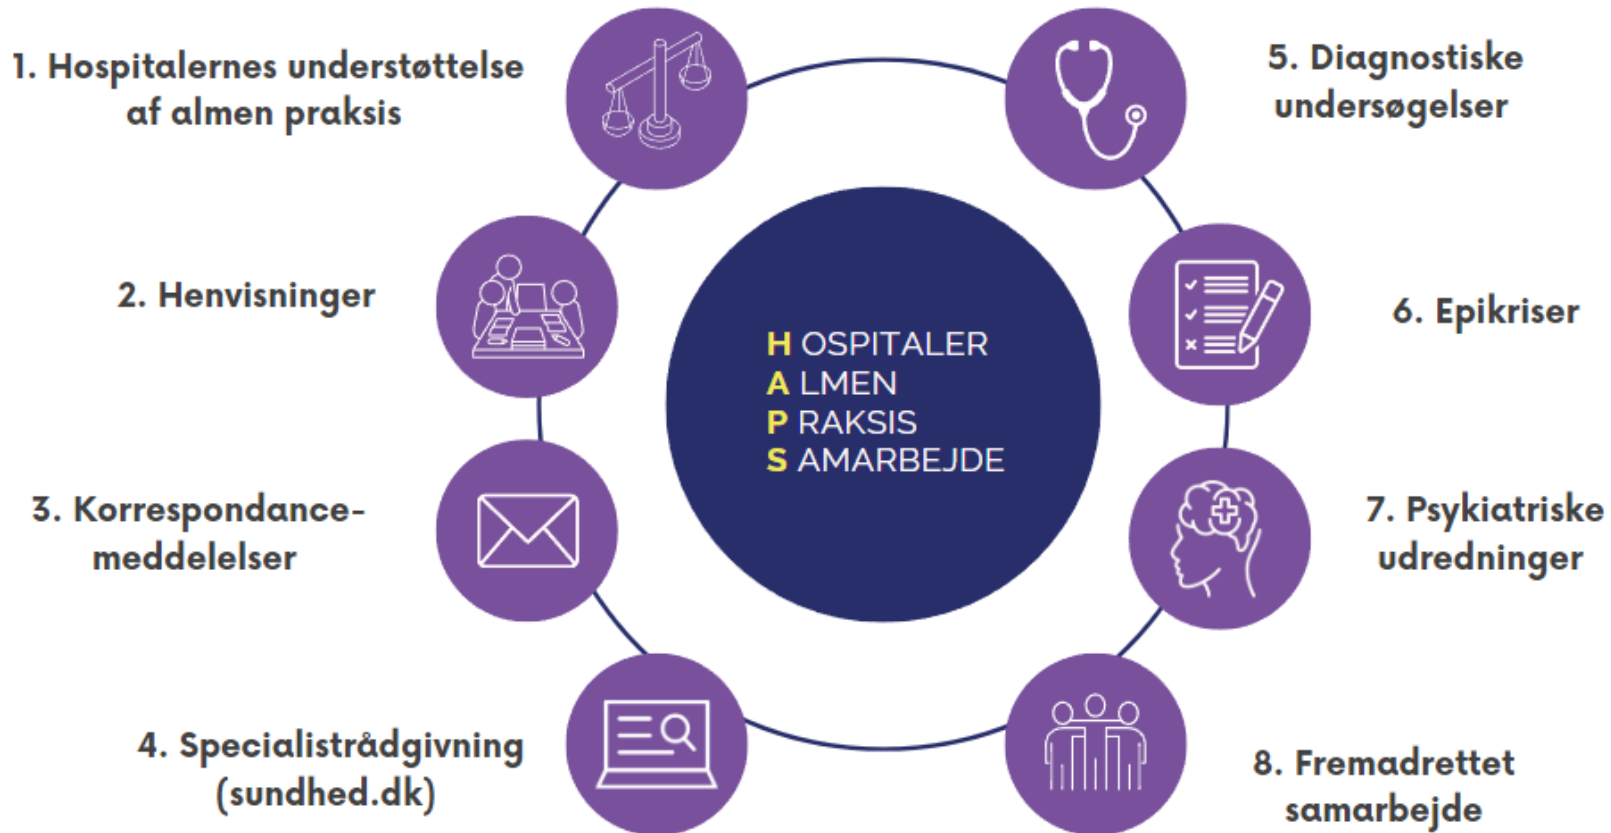 1. Hospitalernes understøttelse
af almen praksis
2. Henvisninger
3. Korrespondance-
meddelelser
4. Specialistrådgivning
(sundhed.dk)
H OSPITALER
A LMEN
P RAKSIS
S AMARBEJDE
5. Diagnostiske
undersøgelser
6. Epikriser
7. Psykiatriske
udredninger
8. Fremadrettet
samarbejde